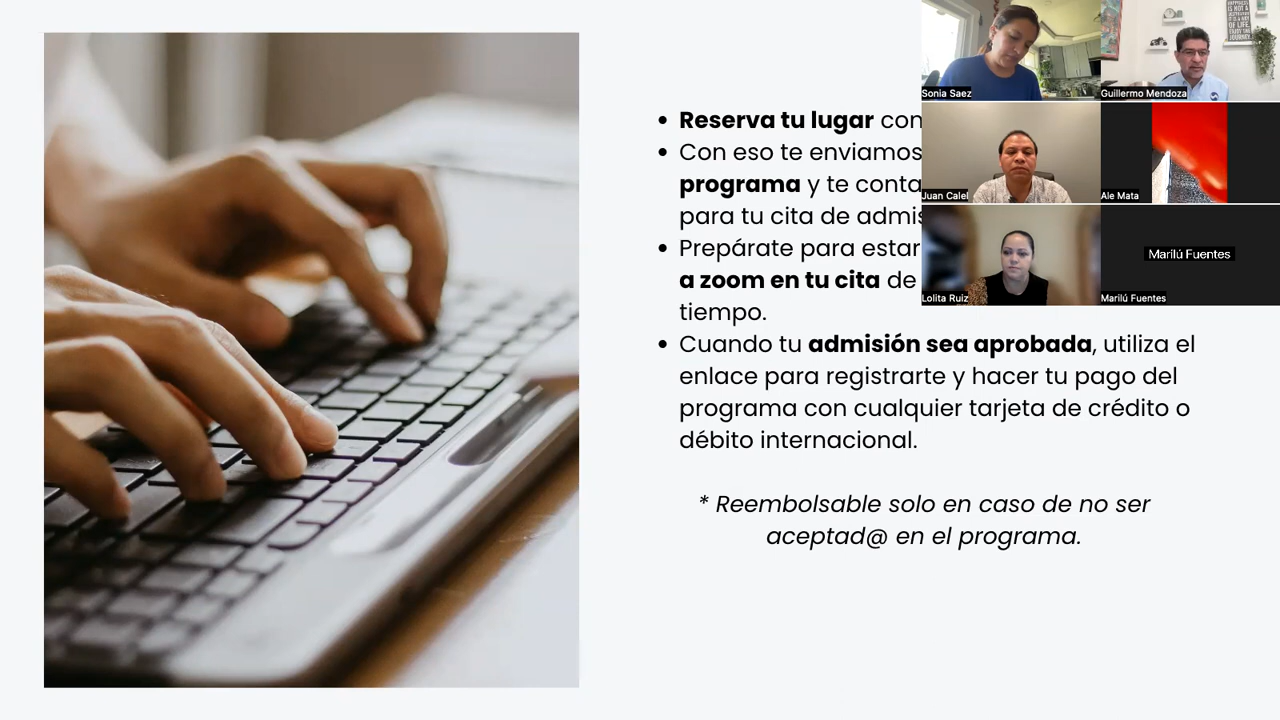 Reserva tu lugar con
Con eso te enviamos
programa y te conta
para tu cita de admis
Prepárate para estar
a zoom en tu cita de
tiempo.
Cuando tu admisión sea aprobada, utiliza el
enlace para registrarte y hacer tu pago del
programa con cualquier tarjeta de crédito o
débito internacional.
* Reembolsable solo en caso de no ser
aceptad@ en el programa.
Sonia Saez
Guillermo Mendoza
Juan Calel
Ale Mata
Lolita Ruiz
Marilú Fuentes
Marilú Fuentes